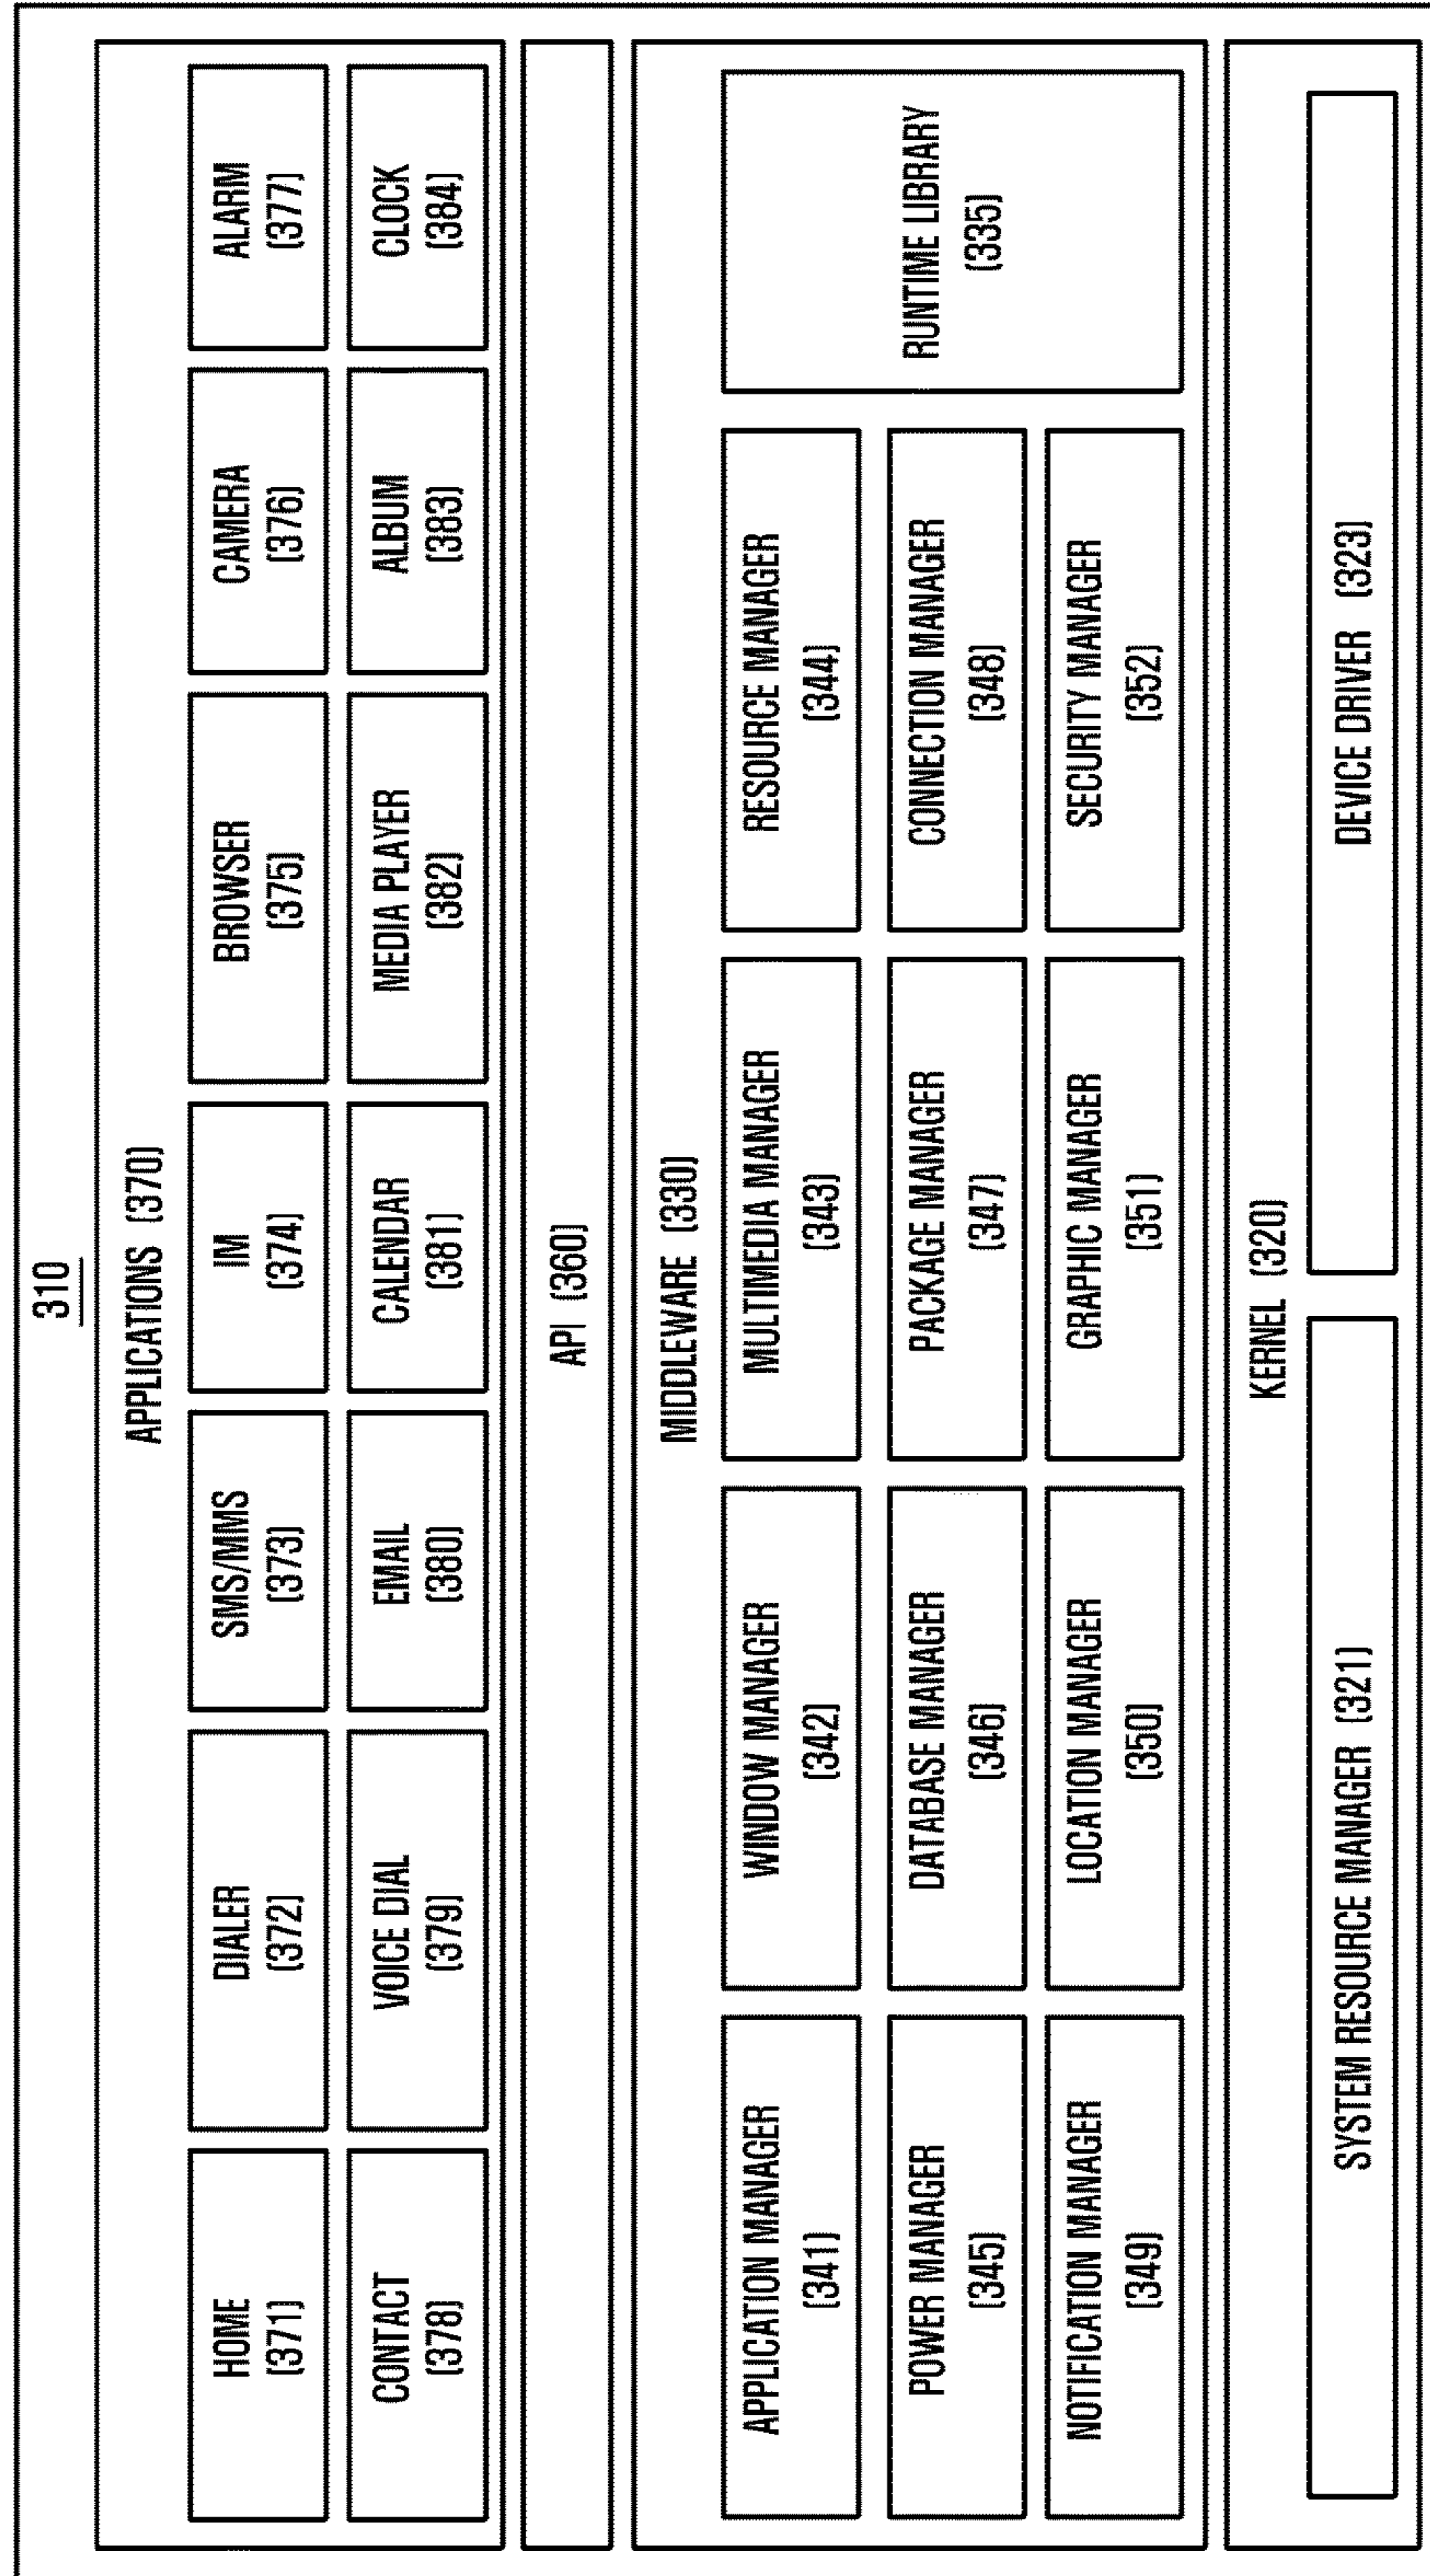 310
APPLICATIONS (370)
HOME
(371)
DIALER
(372)
SMS/MMS
(373)
IM
(374)
BROWSER
(375)
CAMERA
(376)
ALARM
(377)
CONTACT
(378)
VOICE DIAL
(379)
EMAIL
(380)
CALENDAR
(381)
MEDIA PLAYER
(382)
ALBUM
(383)
CLOCK
(384)
API (360)
MIDDLEWARE (330)
APPLICATION MANAGER
(341)
WINDOW MANAGER
(342)
MULTIMEDIA MANAGER
(343)
RESOURCE MANAGER
(344)
POWER MANAGER
(345)
DATABASE MANAGER
(346)
PACKAGE MANAGER
(347)
CONNECTION MANAGER
(348)
NOTIFICATION MANAGER
(349)
LOCATION MANAGER
(350)
GRAPHIC MANAGER
(351)
SECURITY MANAGER
(352)
RUNTIME LIBRARY
(335)
KERNEL (320)
SYSTEM RESOURCE MANAGER (321)
DEVICE DRIVER (323)